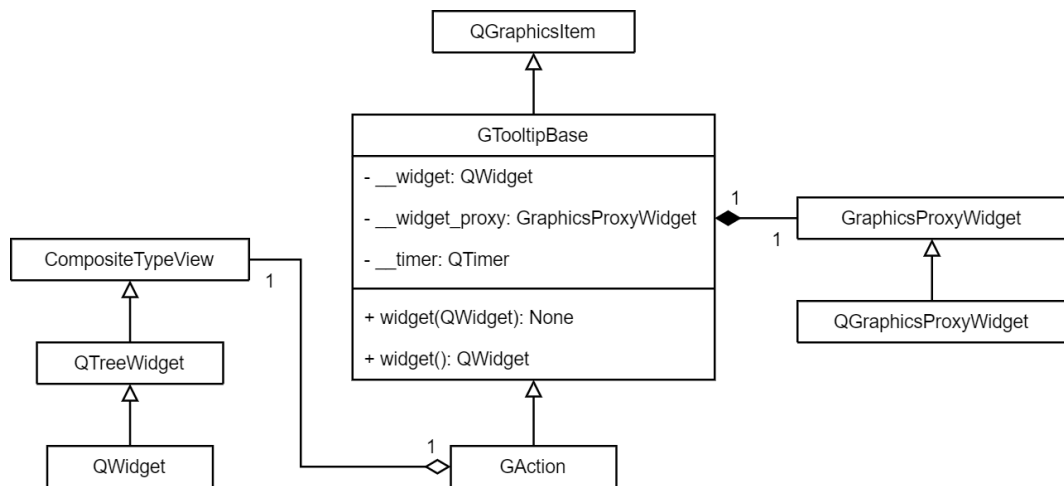 QGraphicsItem
GTooltipBase
- __widget: QWidget
- __widget_proxy: GraphicsProxyWidget
- __timer: QTimer
+ widget(QWidget): None
+ widget(): QWidget
1
1
GraphicsProxyWidget
QGraphicsProxyWidget
CompositeTypeView
1
QTreeWidget
QWidget
1
GAction